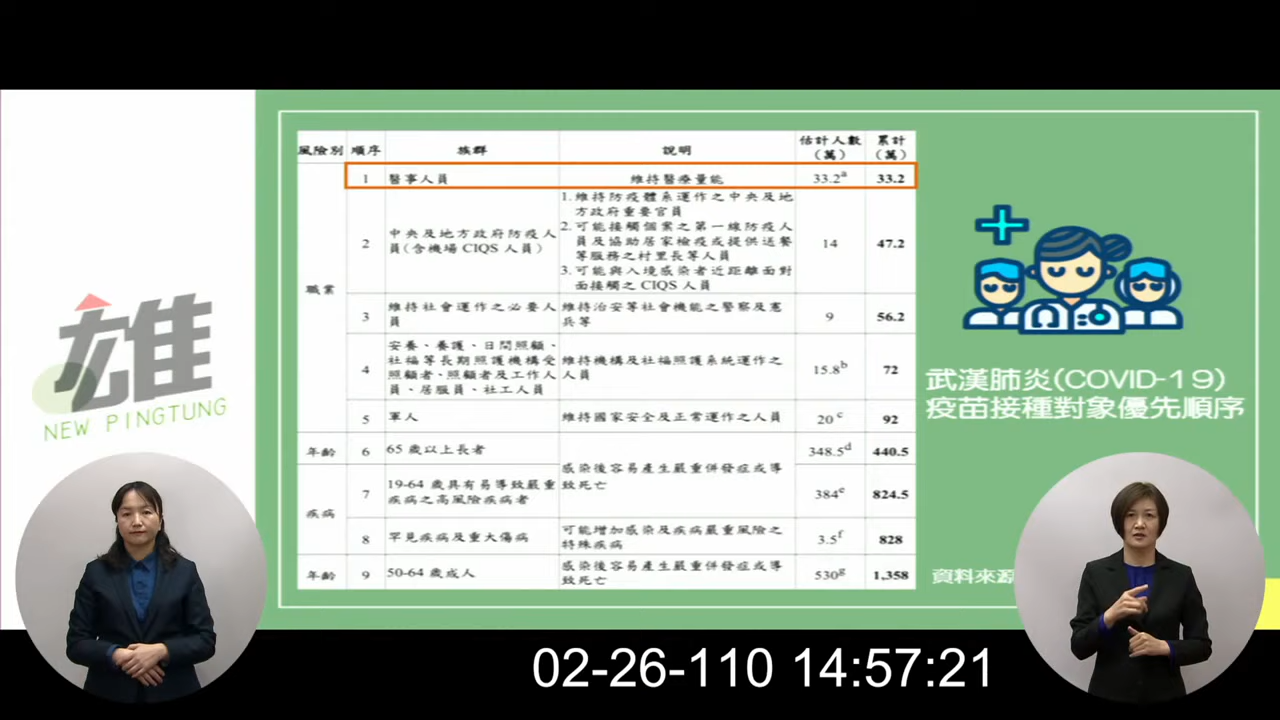 風險別 順序 族群 說明 估計人數(萬) 累計(萬)
職業
1 醫事人員 維持醫療量能 33.2a 33.2
2 中央及地方政府防疫人
員(含機場 CIQS 人員)
1.維持防疫體系運作之中央及地
方政府重要官員
2.可能接觸個案之第一線防疫人
員及協助居家檢疫或提供送餐
等服務之村里長等人員
3.可能與入境感染者近距離面對
面接觸之 CIQS 人員
14 47.2
3 維持社會運作之必要人
員
維持治安等社會機能之警察及憲
兵等
9 56.2
4 安養、養護、日間照顧、
社福等長期照護機構受
照顧者、照顧者及工作人
員、居服員、社工人員
維持機構及社福照護系統運作之
人員
15.8b 72
5 軍人 維持國家安全及正常運作之人員 20c 92
年齡 6 65 歲以上長者 348.5d 440.5
感染後容易產生嚴重併發症或導
致死亡
疾病
7 19-64 歲具有易導致嚴重
疾病之高風險疾病者
384e 824.5
8 罕見疾病及重大傷病
可能增加感染及疾病嚴重風險之
特殊疾病
3.5f 828
年齡 9 50-64 歲成人
感染後容易產生嚴重併發症或導
致死亡
530g 1,358
武漢肺炎(COVID-19)
疫苗接種對象優先順序
資料來源
雄
NEW PINGTUNG
02-26-110 14:57:21